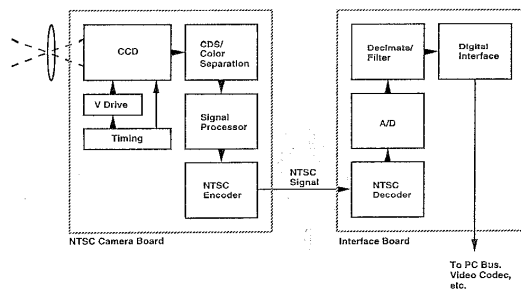 CCD
CDS/
Color
Separation
V Drive
Timing
Signal
Processor
NTSC
Encoder
NTSC Camera Board
NTSC
Signal
Decimate/
Filter
Digital
Interface
A/D
NTSC
Decoder
Interface Board
To PC Bus.
Video Codec,
etc.